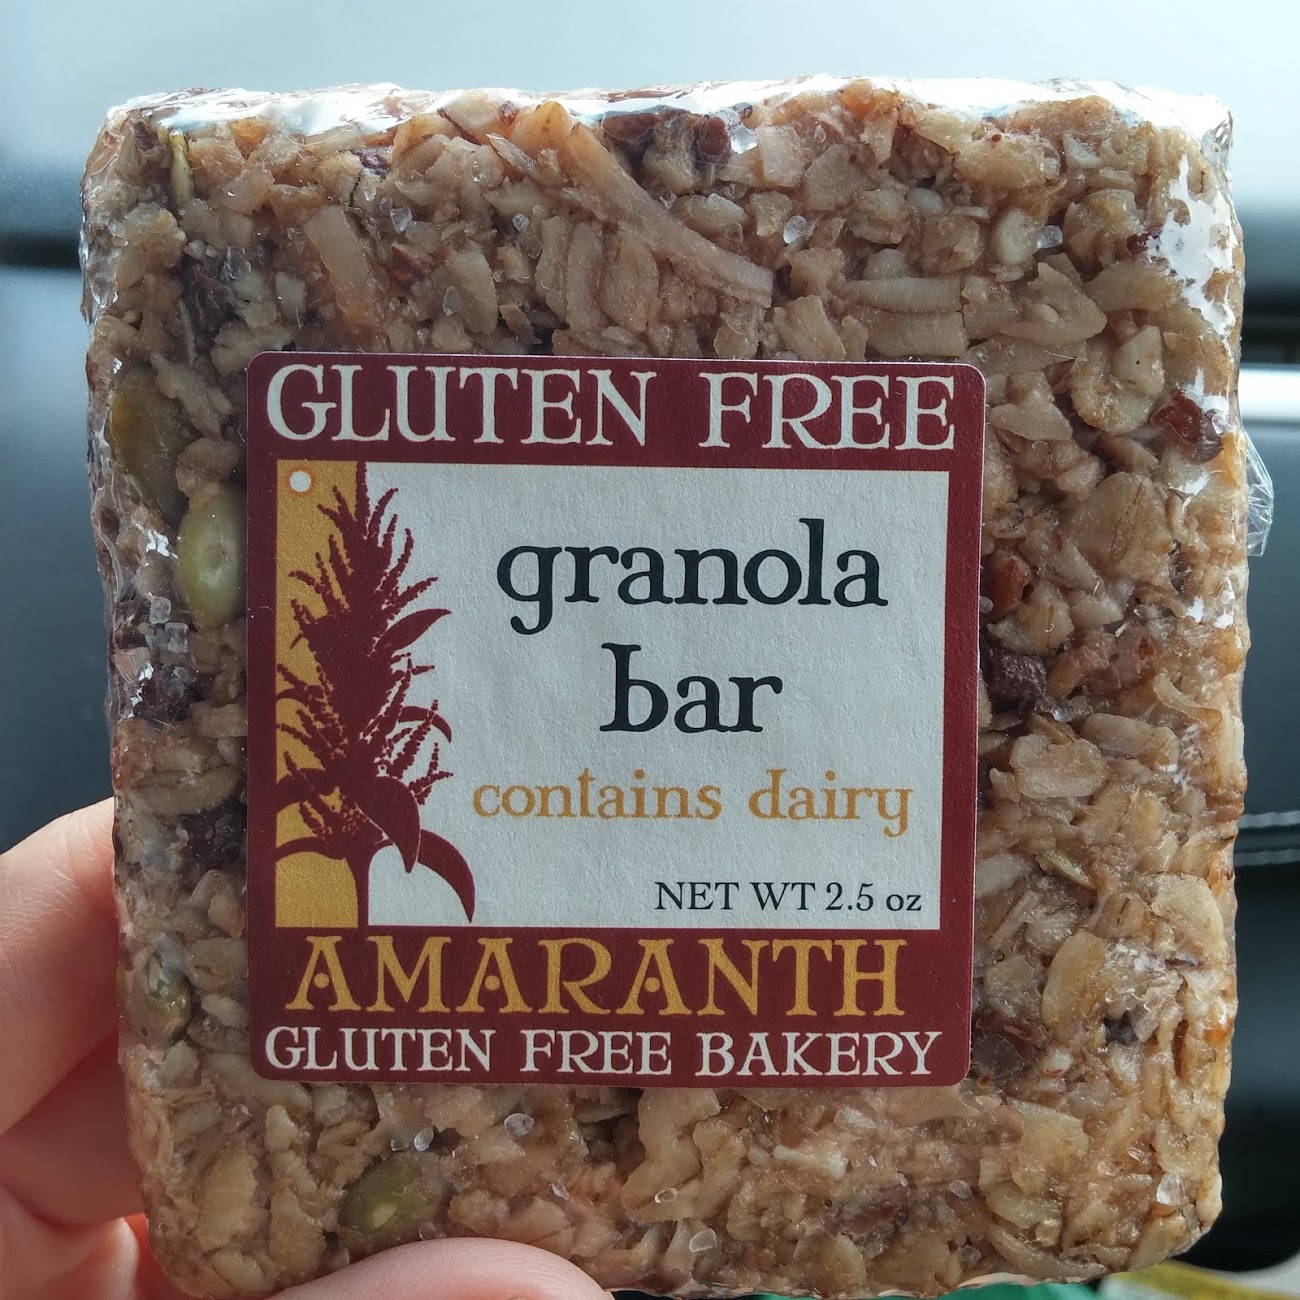 GLUTEN FREE
granola
bar
contains dairy
NET WT 2.5 oz
AMARANTH
GLUTEN FREE BAKERY